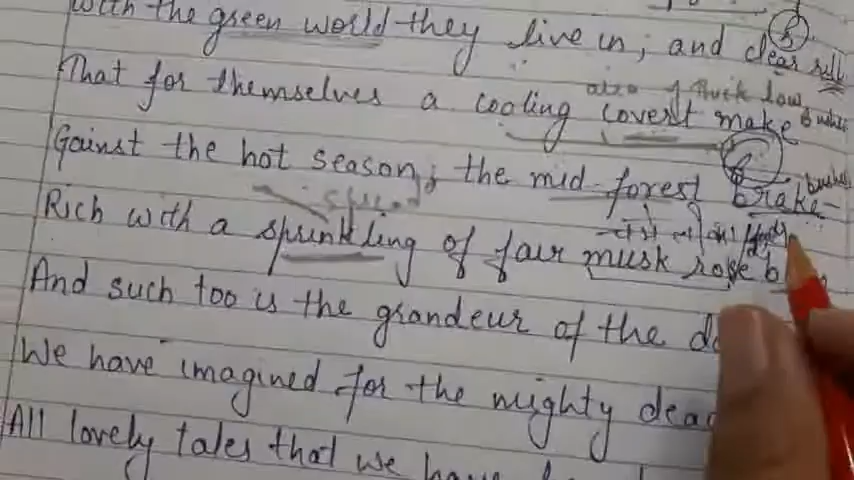 with the green world they live in; and clear rill
That for themselves a cooling covert make
Gainst the hot season; the mid-forest brake
Rich with a sprinkling of fair musk rose b
And such too is the grandeur of the d
We have imagined for the mighty dead
All lovely tales that we have